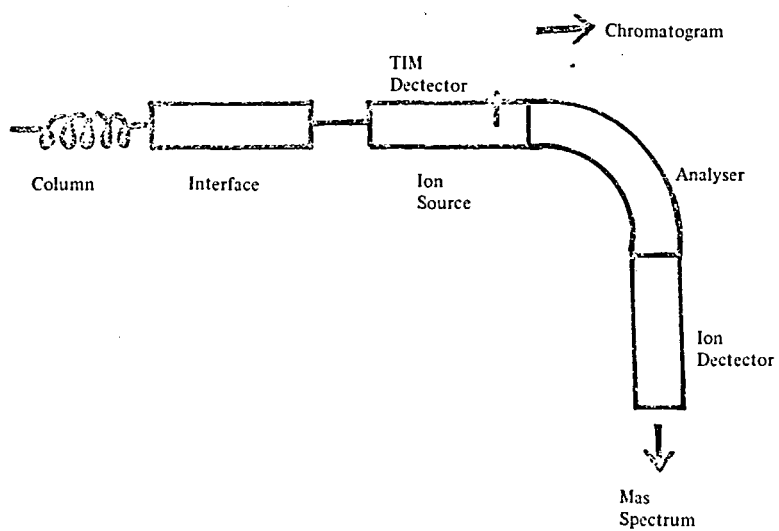 Chromatogram
TIM
Dectector
Column
Interface
Ion
Source
Analyser
Ion
Dectector
Mas
Spectrum